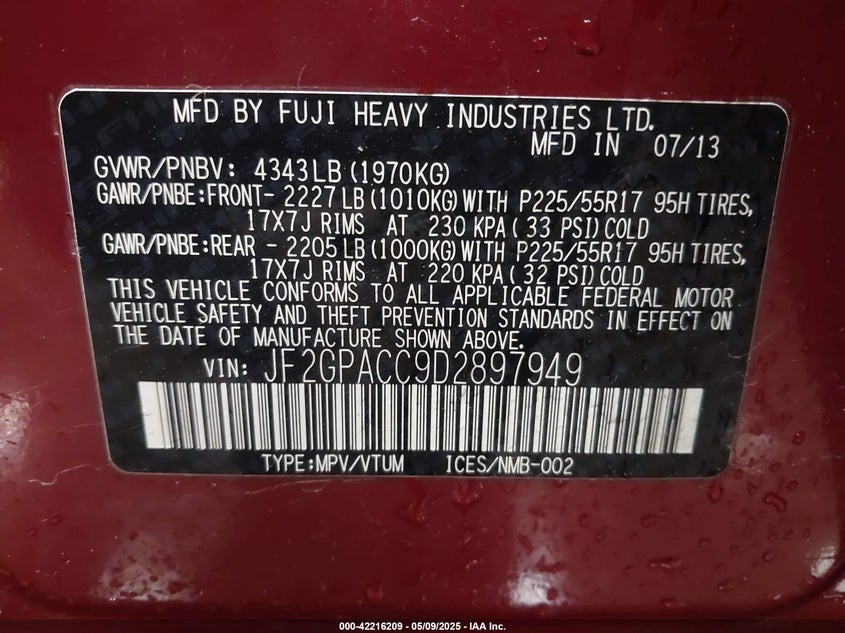 MFD BY FUJI HEAVY INDUSTRIES LTD.
MFD IN 07/13
GVWR/PNBV: 4343LB (1970KG)
GAWR/PNBE:FRONT- 2227LB (1010KG) WITH P225/55R17 95H TIRES,
17X7J RIMS AT 230 KPA ( 33 PSI) COLD
GAWR/PNBE:REAR - 2205LB (1000KG) WITH P225/55R17 95H TIRES,
17X7J RIMS AT 220 KPA ( 32 PSI) COLD
THIS VEHICLE CONFORMS TO ALL APPLICABLE FEDERAL MOTOR
VEHICLE SAFETY AND THEFT PREVENTION STANDARDS IN EFFECT ON
THE DATE OF MANUFACTURE SHOWN ABOVE.
VIN: JF2GPACC9D2897949
TYPE:MPV/VTUM ICES/NMB-002
000-42216209 - 05/09/2025 - IAA Inc.